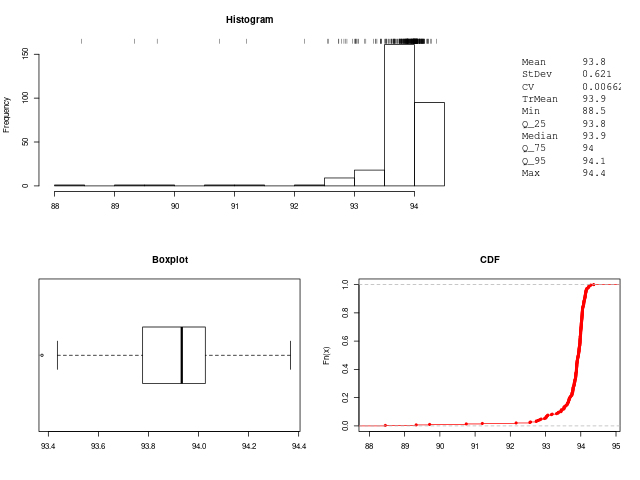 Histogram
Frequency
0 50 100 150
88 89 90 91 92 93 94
Mean 93.8
StDev 0.621
CV 0.00662
TrMean 93.9
Min 88.5
Q_25 93.8
Median 93.9
Q_75 94
Q_95 94.1
Max 94.4
Boxplot
93.4 93.6 93.8 94.0 94.2 94.4
CDF
Fn(x)
0.0 0.2 0.4 0.6 0.8 1.0
88 89 90 91 92 93 94 95